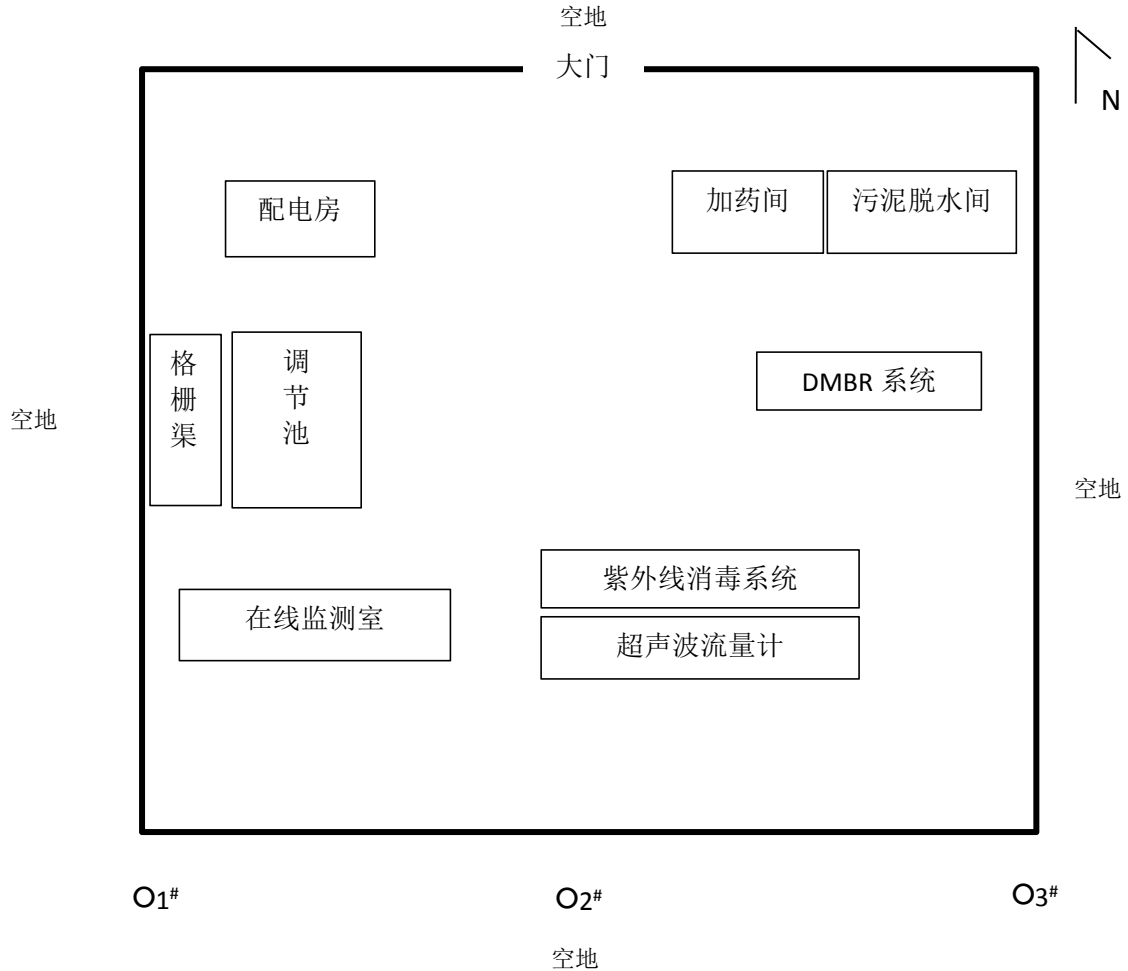 空地
大门
N
配电房
加药间
污泥脱水间
格
栅
渠
调
节
池
DMBR 系统
空地
空地
紫外线消毒系统
在线监测室
超声波流量计
O1#
O2#
O3#
空地